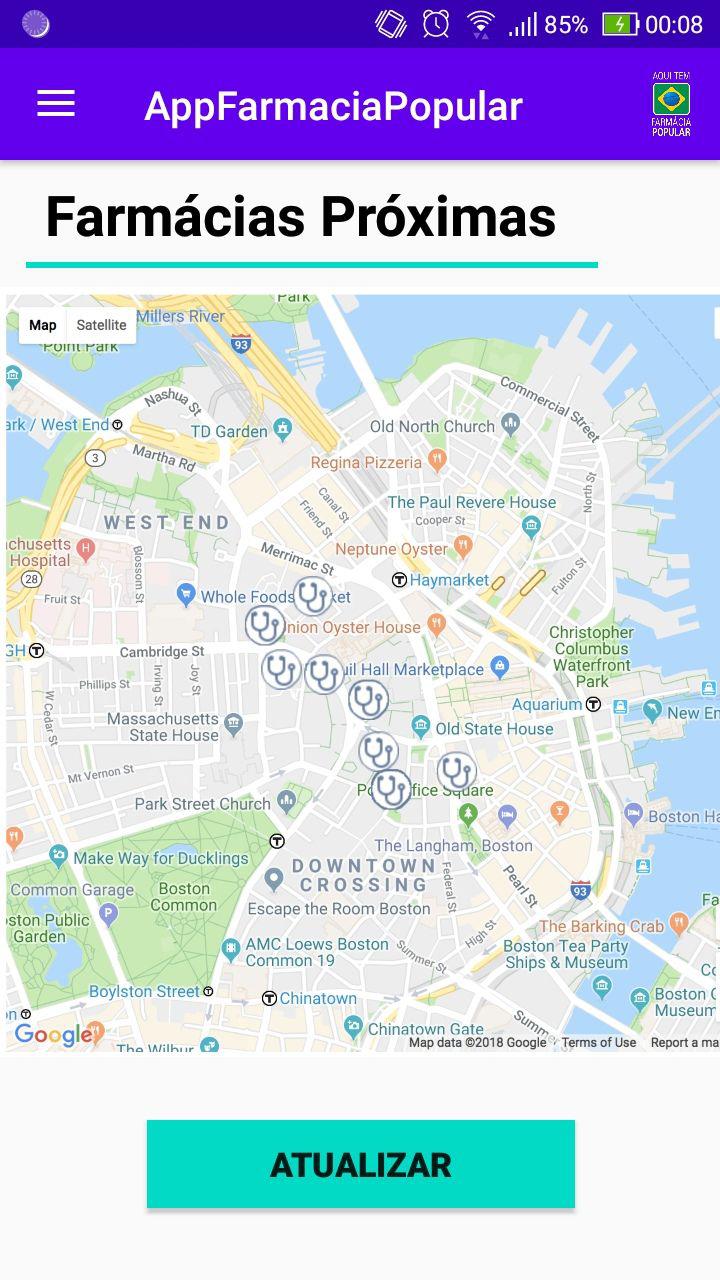 85% 00:08
AppFarmaciaPopular
AQUI TEM
FARMÁCIA
POPULAR
Farmácias Próximas
Park
Map Satellite
Millers River
Point Park
93
Nashua St
Commercial Street
ark / West End
TD Garden
Old North Church
3
Martha Rd
Regina Pizzeria
North St
Canal St
Friend St
The Paul Revere House
WEST END
Cooper St
chusetts
Hospital
Neptune Oyster
Merrimac St
Blossom St
28
Haymarket
Fulton St
Fruit St
Whole Foods
ket
nion Oyster House
Christopher
Columbus
Waterfront
Park
GH
Cambridge St
uil Hall Marketplace
Phillips St
Irving St
Joy St
W Cedar St
Aquarium
New En
Massachusetts
State House
Old State House
Mt Vernon St
Park Street Church
Po
fice Square
Boston Ha
The Langham, Boston
Make Way for Ducklings
DOWNTOWN
CROSSING
Federal St
Pearl St
93
Common Garage
Boston
Common
Escape the Room Boston
oston Public
Garden
P
The Barking Crab
High St
AMC Loews Boston
Common 19
Summer St
Boston Tea Party
Ships & Museum
Boylston Street
Chinatown
Boston C
Museum
on
Google
Chinatown Gate
Summe
The Wilbur
Map data ©2018 Google Terms of Use Report a ma
ATUALIZAR